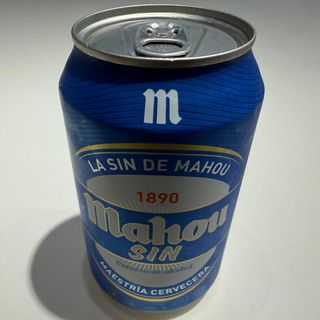 m
LA SIN DE MAHOU
1890
Mahou
SIN
MAESTRÍA CERVECERA